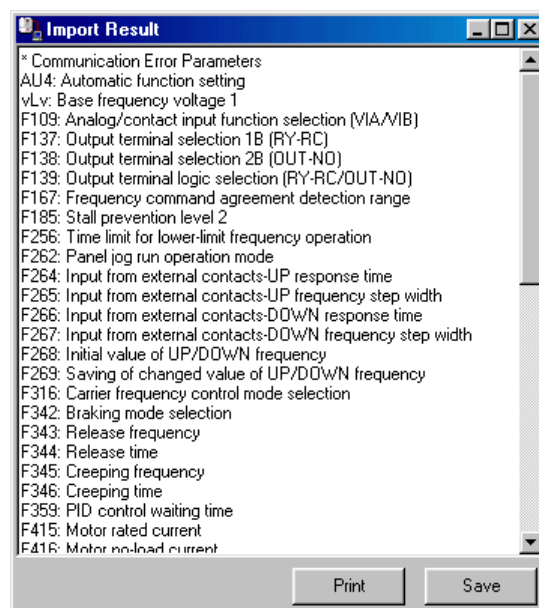 Import Result
* Communication Error Parameters
AU4: Automatic function setting
vLv: Base frequency voltage 1
F109: Analog/contact input function selection (VIA/VIB)
F137: Output terminal selection 1B (RY-RC)
F138: Output terminal selection 2B (OUT-NO)
F139: Output terminal logic selection (RY-RC/OUT-NO)
F167: Frequency command agreement detection range
F185: Stall prevention level 2
F256: Time limit for lower-limit frequency operation
F262: Panel jog run operation mode
F264: Input from external contacts-UP response time
F265: Input from external contacts-UP frequency step width
F266: Input from external contacts-DOWN response time
F267: Input from external contacts-DOWN frequency step width
F268: Initial value of UP/DOWN frequency
F269: Saving of changed value of UP/DOWN frequency
F316: Carrier frequency control mode selection
F342: Braking mode selection
F343: Release frequency
F344: Release time
F345: Creeping frequency
F346: Creeping time
F359: PID control waiting time
F415: Motor rated current
F416: Motor no-load current
Print
Save